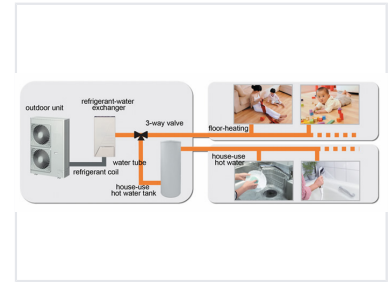 refrigerant-water
exchanger
outdoor unit
3-way valve
floor-heating
water tube
refrigerant coil
house-use
hot water tank
house-use
hot water